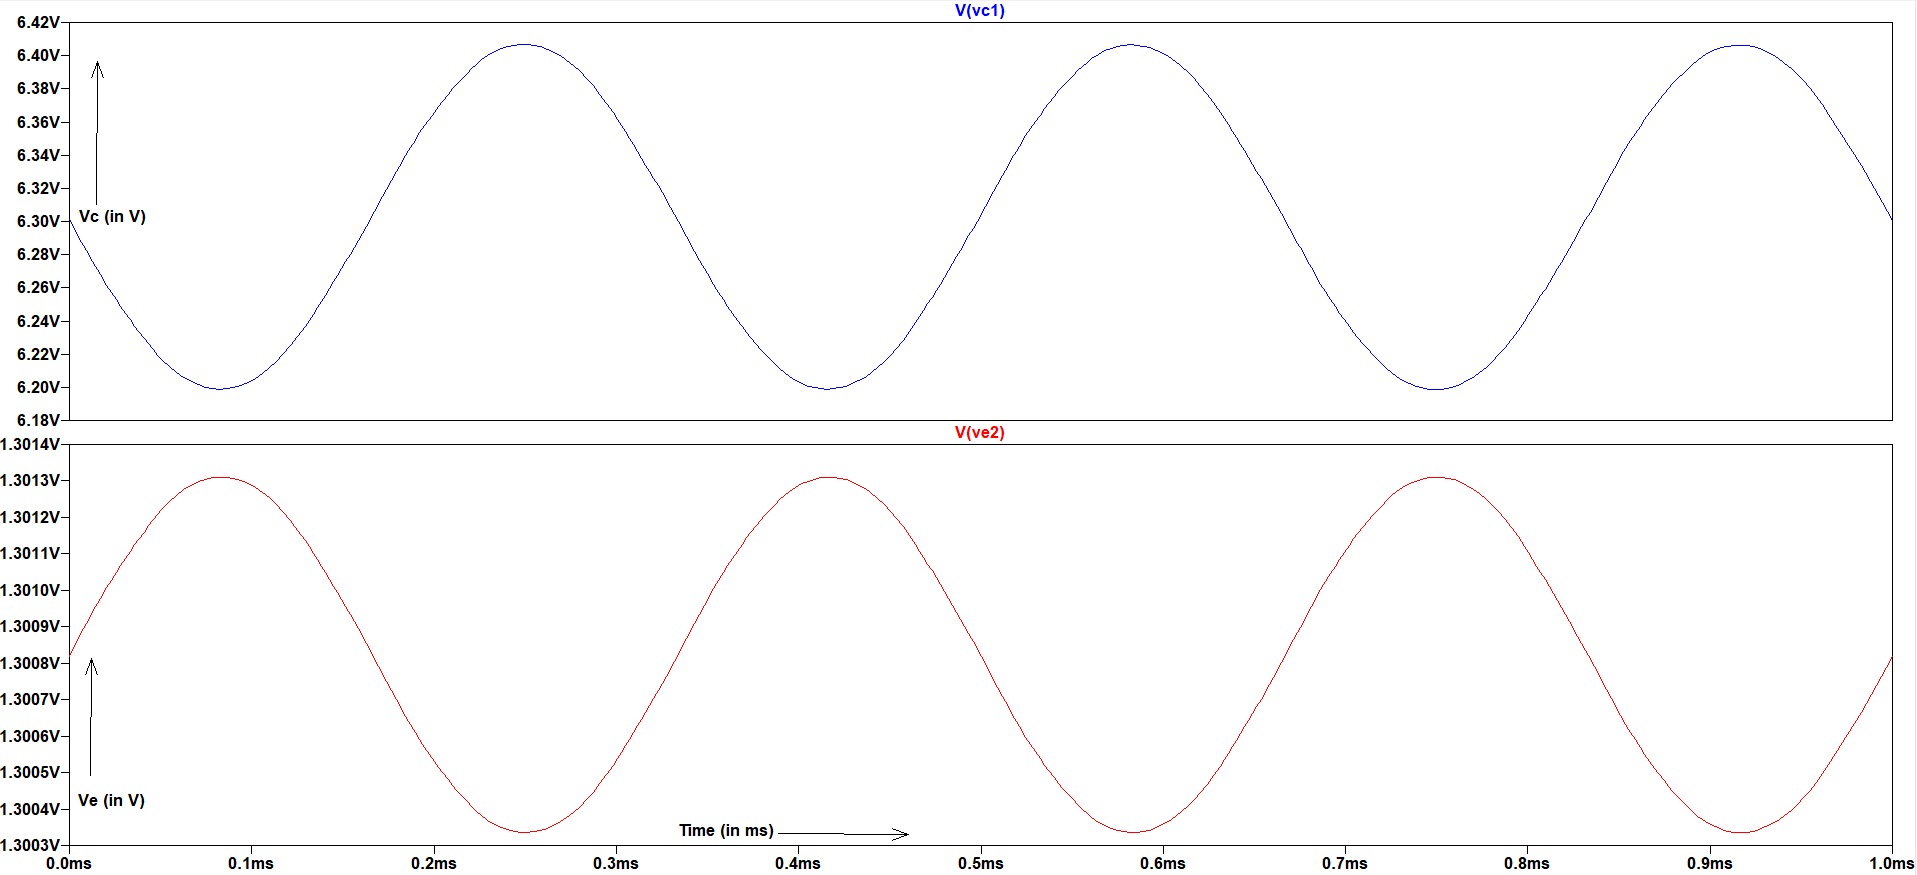 V(vc1)
6.42V
6.40V
6.38V
6.36V
6.34V
6.32V
6.30V
6.28V
6.26V
6.24V
6.22V
6.20V
6.18V
Vc (in V)
V(ve2)
1.3014V
1.3013V
1.3012V
1.3011V
1.3010V
1.3009V
1.3008V
1.3007V
1.3006V
1.3005V
1.3004V
1.3003V
Ve (in V)
Time (in ms)
0.0ms 0.1ms 0.2ms 0.3ms 0.4ms 0.5ms 0.6ms 0.7ms 0.8ms 0.9ms 1.0ms